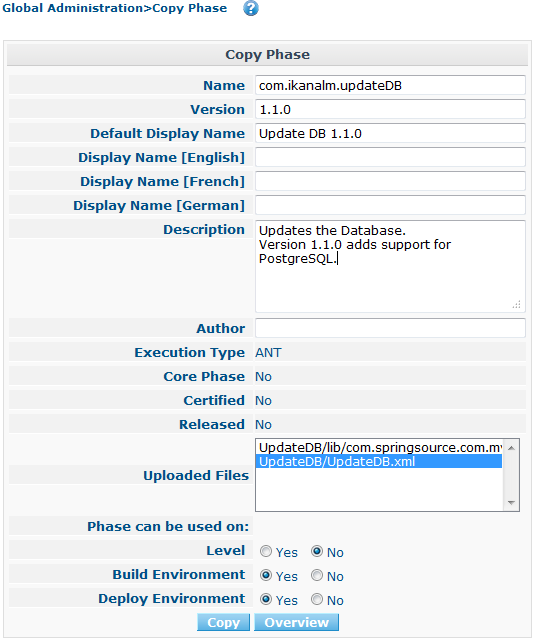 Global Administration>Copy Phase ?
Copy Phase
Name com.ikanalm.updateDB
Version 1.1.0
Default Display Name Update DB 1.1.0
Display Name [English]
Display Name [French]
Display Name [German]
Description Updates the Database.
Version 1.1.0 adds support for
PostgreSQL.
Author
Execution Type ANT
Core Phase No
Certified No
Released No
UpdateDB/lib/com.springsource.com.my
Uploaded Files UpdateDB/UpdateDB.xml
Phase can be used on:
Level Yes No
Build Environment Yes No
Deploy Environment Yes No
Copy Overview